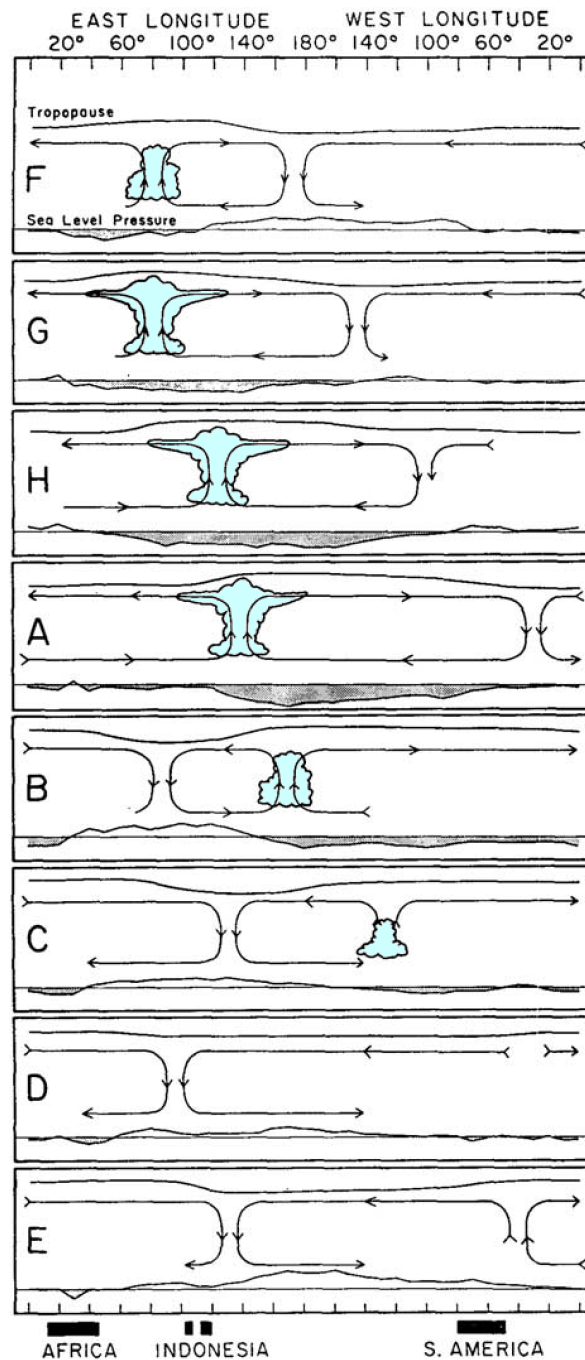 EAST LONGITUDE WEST LONGITUDE
20° 60° 100° 140° 180° 140° 100° 60° 20°
Tropopause
F
Sea Level Pressure
G
H
A
B
C
D
E
AFRICA INDONESIA S. AMERICA